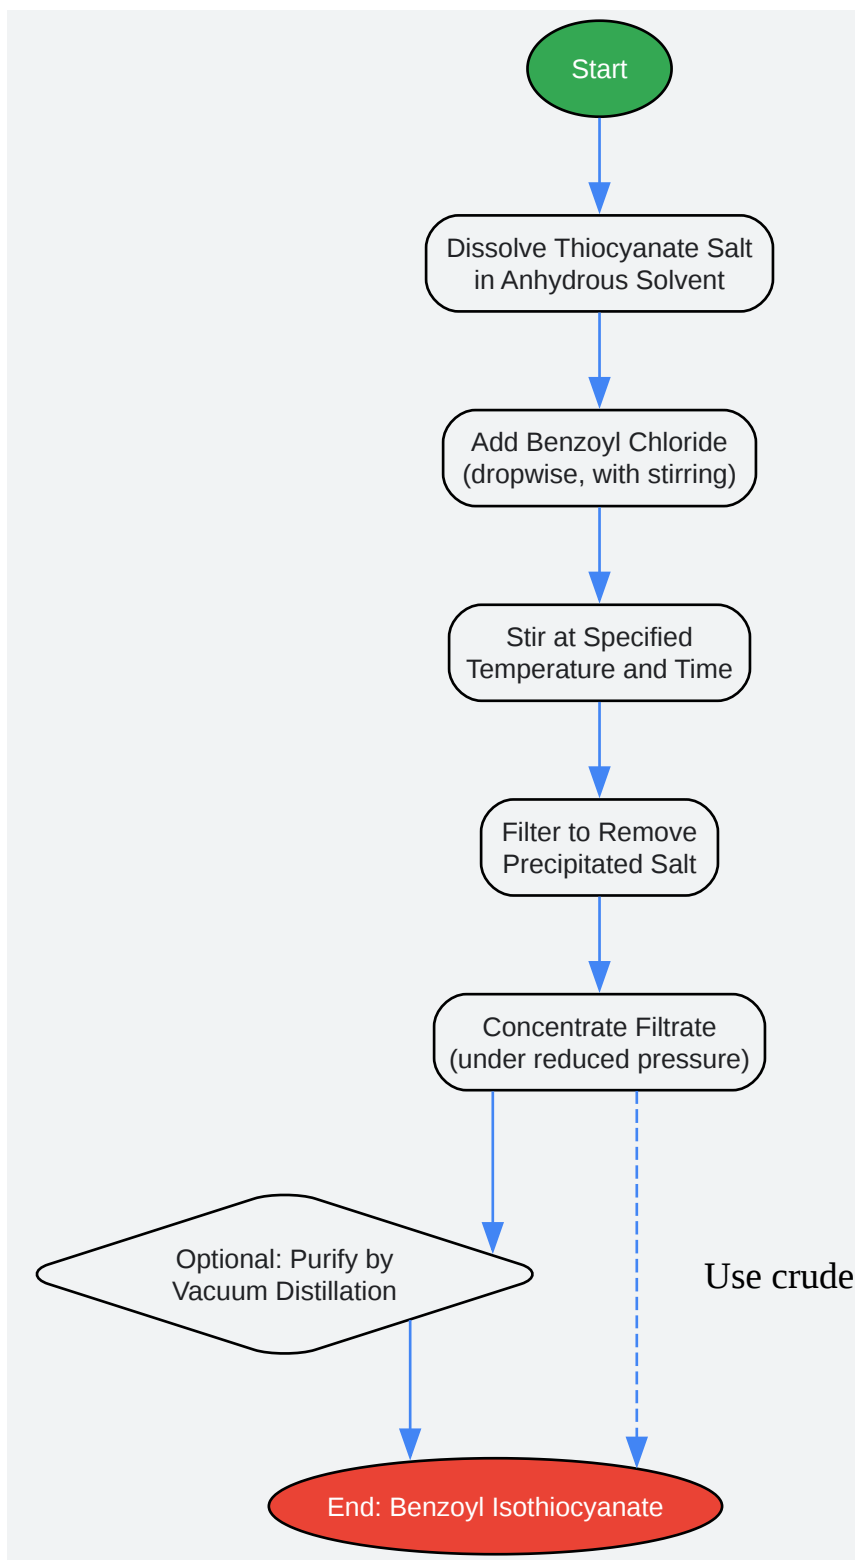 Start
Dissolve Thiocyanate Salt
in Anhydrous Solvent
Add Benzoyl Chloride
(dropwise, with stirring)
Stir at Specified
Temperature and Time
Filter to Remove
Precipitated Salt
Concentrate Filtrate
(under reduced pressure)
Optional: Purify by
Vacuum Distillation
Use crude
End: Benzoyl Isothiocyanate